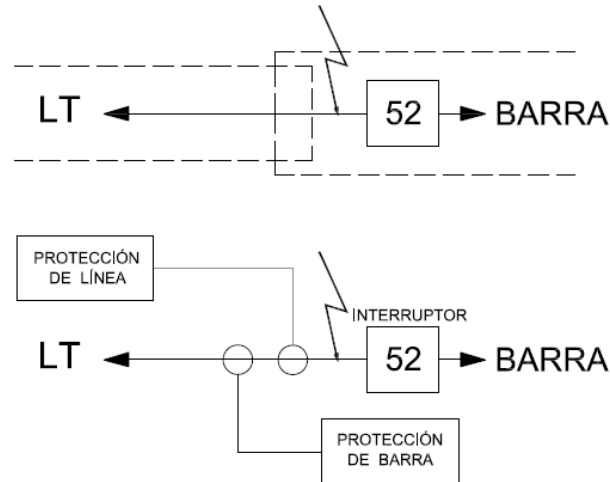 LT
52
BARRA
PROTECCIÓN
DE LÍNEA
INTERRUPTOR
LT
52
BARRA
PROTECCIÓN
DE BARRA